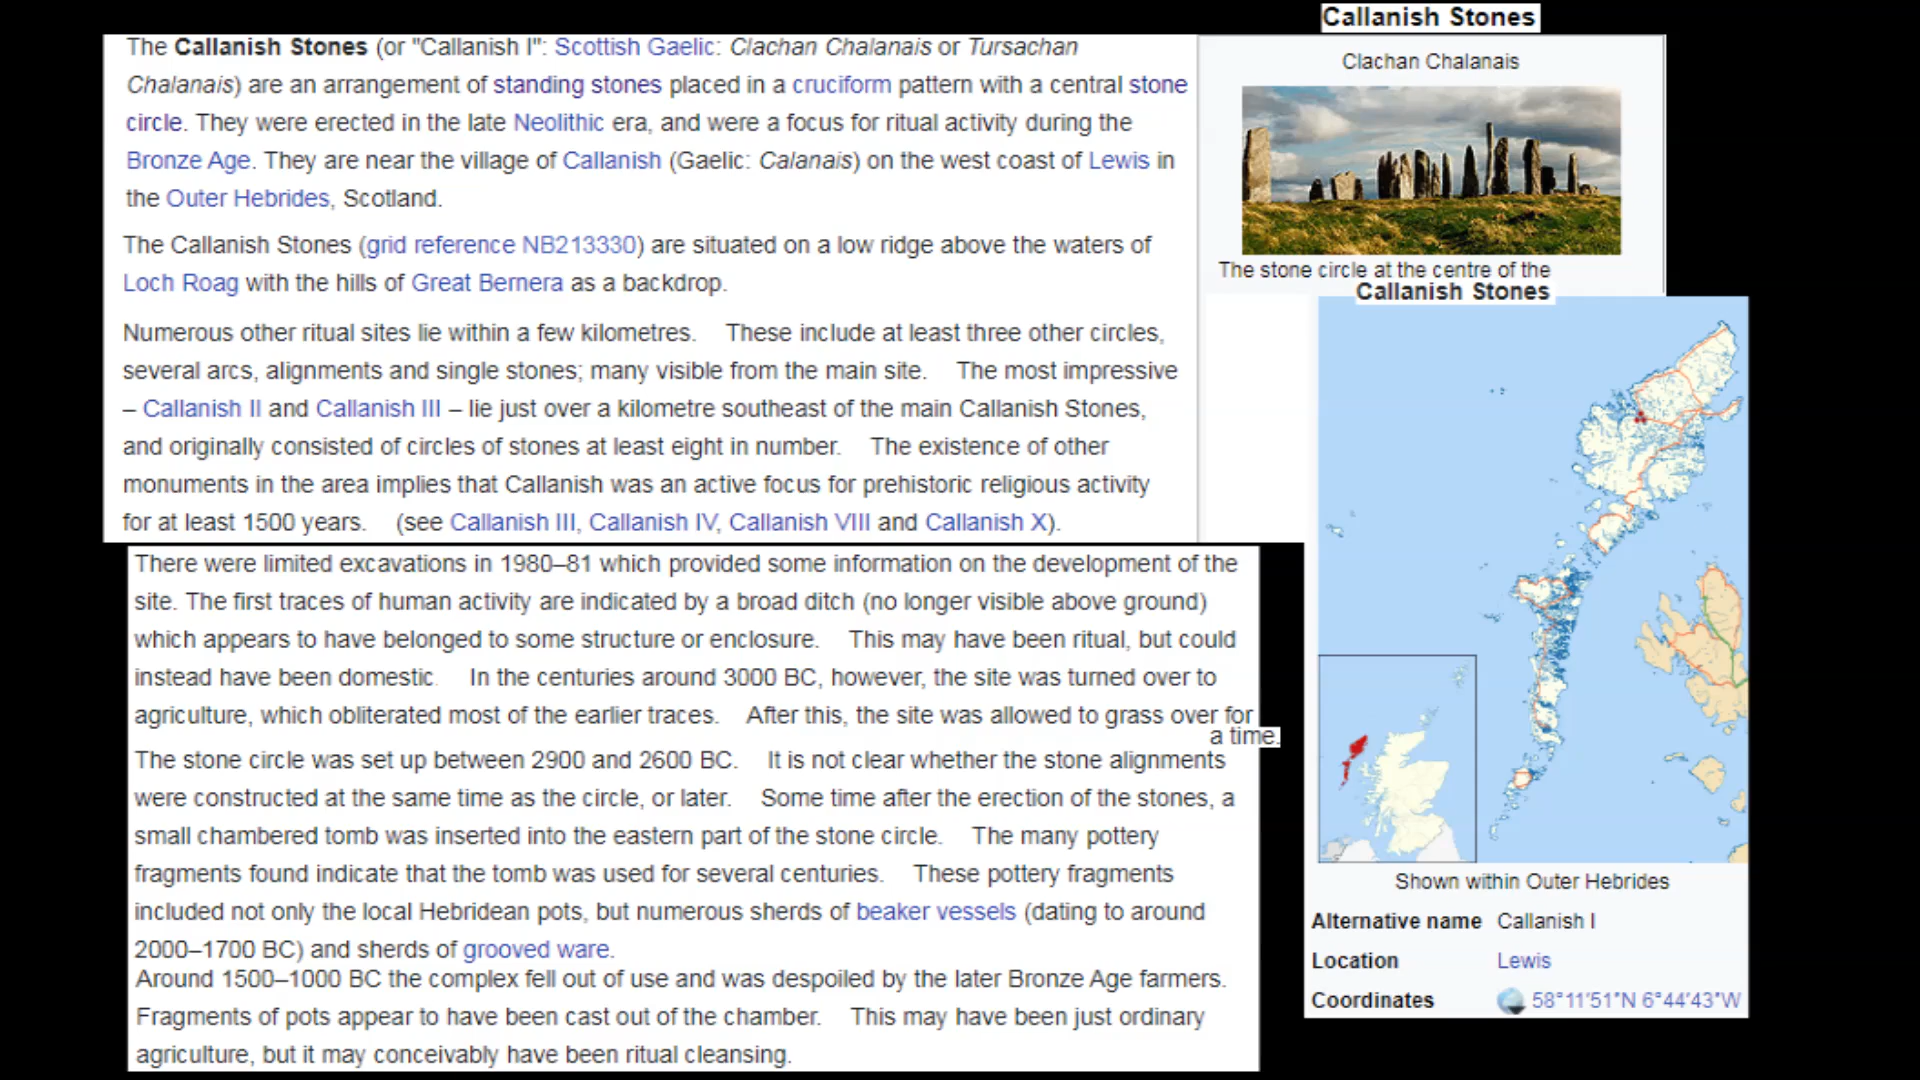 Callanish Stones
The Callanish Stones (or "Callanish I": Scottish Gaelic: Clachan Chalanais or Tursachan
Chalanais) are an arrangement of standing stones placed in a cruciform pattern with a central stone
circle. They were erected in the late Neolithic era, and were a focus for ritual activity during the
Bronze Age. They are near the village of Callanish (Gaelic: Calanais) on the west coast of Lewis in
the Outer Hebrides, Scotland.
The Callanish Stones (grid reference NB213330) are situated on a low ridge above the waters of
Loch Roag with the hills of Great Bernera as a backdrop.
Numerous other ritual sites lie within a few kilometres. These include at least three other circles,
several arcs, alignments and single stones; many visible from the main site. The most impressive
– Callanish II and Callanish III – lie just over a kilometre southeast of the main Callanish Stones,
and originally consisted of circles of stones at least eight in number. The existence of other
monuments in the area implies that Callanish was an active focus for prehistoric religious activity
for at least 1500 years. (see Callanish III, Callanish IV, Callanish VIII and Callanish X).
There were limited excavations in 1980–81 which provided some information on the development of the
site. The first traces of human activity are indicated by a broad ditch (no longer visible above ground)
which appears to have belonged to some structure or enclosure. This may have been ritual, but could
instead have been domestic. In the centuries around 3000 BC, however, the site was turned over to
agriculture, which obliterated most of the earlier traces. After this, the site was allowed to grass over for
a time.
The stone circle was set up between 2900 and 2600 BC. It is not clear whether the stone alignments
were constructed at the same time as the circle, or later. Some time after the erection of the stones, a
small chambered tomb was inserted into the eastern part of the stone circle. The many pottery
fragments found indicate that the tomb was used for several centuries. These pottery fragments
included not only the local Hebridean pots, but numerous sherds of beaker vessels (dating to around
2000–1700 BC) and sherds of grooved ware.
Around 1500–1000 BC the complex fell out of use and was despoiled by the later Bronze Age farmers.
Fragments of pots appear to have been cast out of the chamber. This may have been just ordinary
agriculture, but it may conceivably have been ritual cleansing.
Clachan Chalanais
The stone circle at the centre of the
Callanish Stones
Shown within Outer Hebrides
Alternative name Callanish I
Location Lewis
Coordinates 58°11′51″N 6°44′43″W